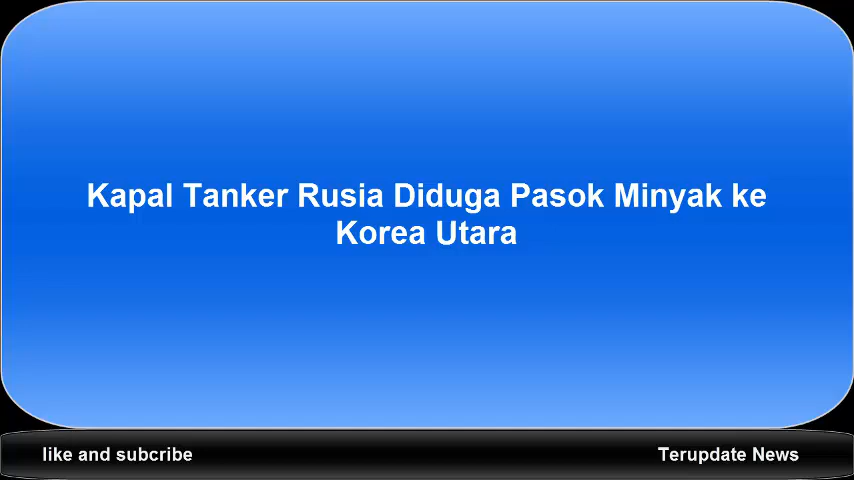 Kapal Tanker Rusia Diduga Pasok Minyak ke
Korea Utara
like and subcribe
Terupdate News